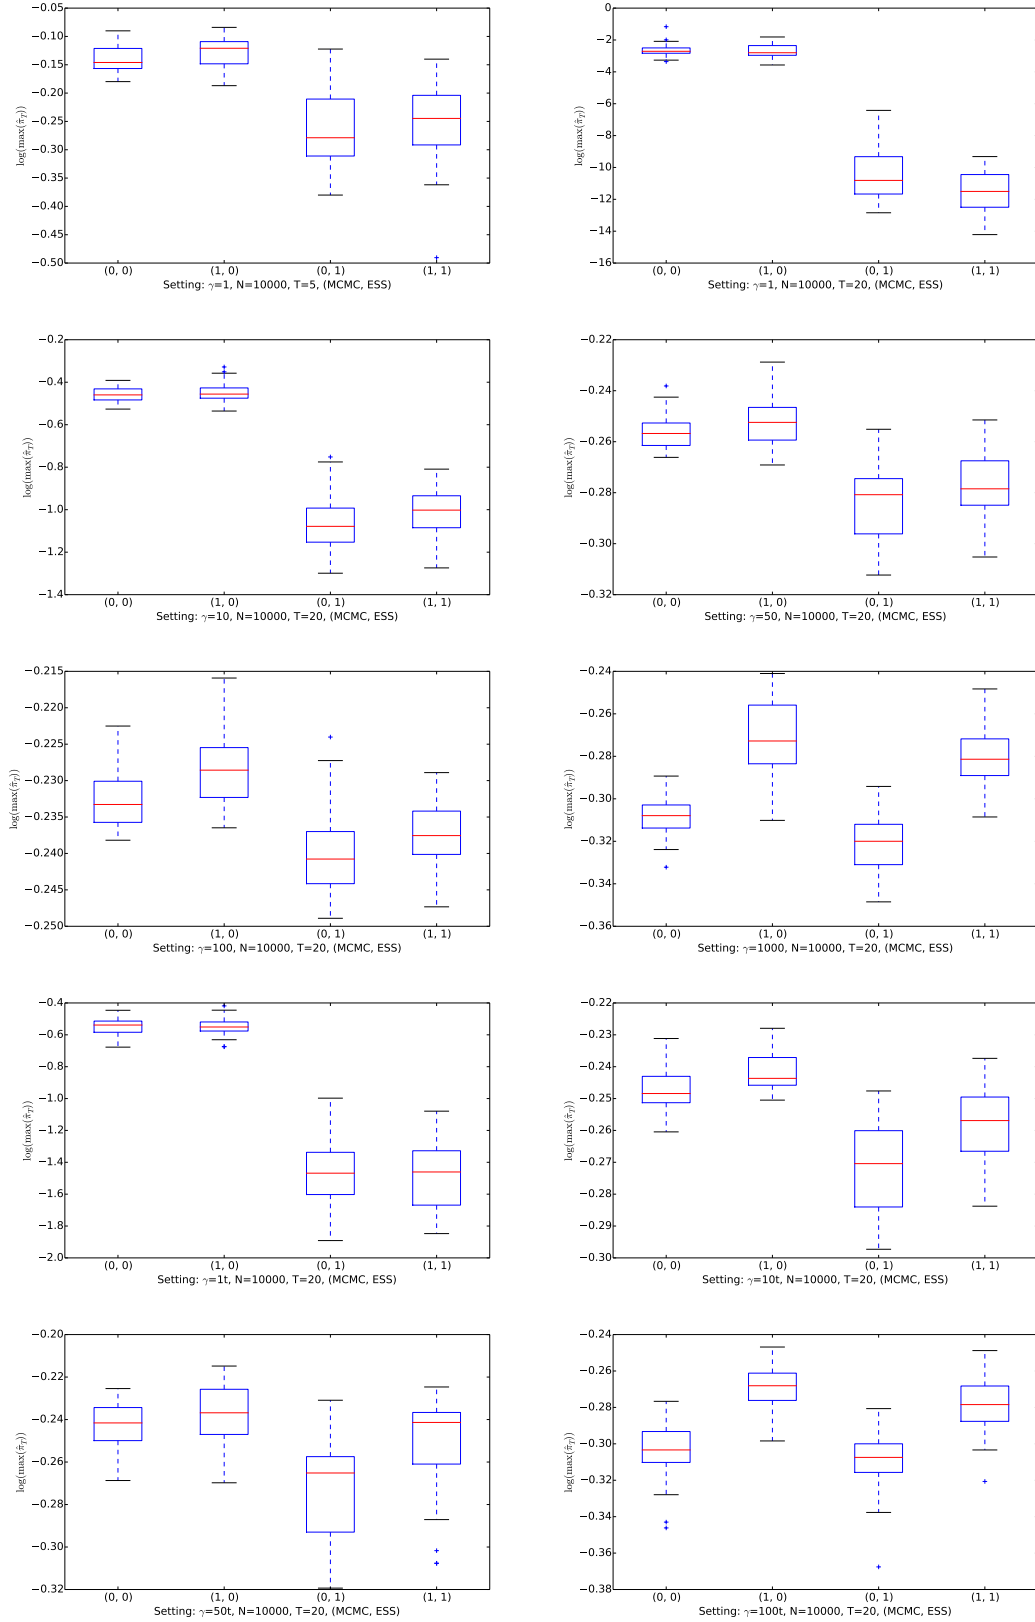 −0.05
−0.10
−0.15
−0.20
−0.25
−0.30
−0.35
−0.40
−0.45
−0.50
log(max(π̂_T))
(0, 0) (1, 0) (0, 1) (1, 1)
Setting: γ=1, N=10000, T=5, (MCMC, ESS)
0
−2
−4
−6
−8
−10
−12
−14
−16
log(max(π̂_T))
(0, 0) (1, 0) (0, 1) (1, 1)
Setting: γ=1, N=10000, T=20, (MCMC, ESS)
−0.2
−0.4
−0.6
−0.8
−1.0
−1.2
−1.4
log(max(π̂_T))
(0, 0) (1, 0) (0, 1) (1, 1)
Setting: γ=10, N=10000, T=20, (MCMC, ESS)
−0.22
−0.24
−0.26
−0.28
−0.30
−0.32
log(max(π̂_T))
(0, 0) (1, 0) (0, 1) (1, 1)
Setting: γ=50, N=10000, T=20, (MCMC, ESS)
−0.215
−0.220
−0.225
−0.230
−0.235
−0.240
−0.245
−0.250
log(max(π̂_T))
(0, 0) (1, 0) (0, 1) (1, 1)
Setting: γ=100, N=10000, T=20, (MCMC, ESS)
−0.24
−0.26
−0.28
−0.30
−0.32
−0.34
−0.36
log(max(π̂_T))
(0, 0) (1, 0) (0, 1) (1, 1)
Setting: γ=1000, N=10000, T=20, (MCMC, ESS)
−0.4
−0.6
−0.8
−1.0
−1.2
−1.4
−1.6
−1.8
−2.0
log(max(π̂_T))
(0, 0) (1, 0) (0, 1) (1, 1)
Setting: γ=1t, N=10000, T=20, (MCMC, ESS)
−0.22
−0.23
−0.24
−0.25
−0.26
−0.27
−0.28
−0.29
−0.30
log(max(π̂_T))
(0, 0) (1, 0) (0, 1) (1, 1)
Setting: γ=10t, N=10000, T=20, (MCMC, ESS)
−0.20
−0.22
−0.24
−0.26
−0.28
−0.30
−0.32
log(max(π̂_T))
(0, 0) (1, 0) (0, 1) (1, 1)
Setting: γ=50t, N=10000, T=20, (MCMC, ESS)
−0.24
−0.26
−0.28
−0.30
−0.32
−0.34
−0.36
−0.38
log(max(π̂_T))
(0, 0) (1, 0) (0, 1) (1, 1)
Setting: γ=100t, N=10000, T=20, (MCMC, ESS)